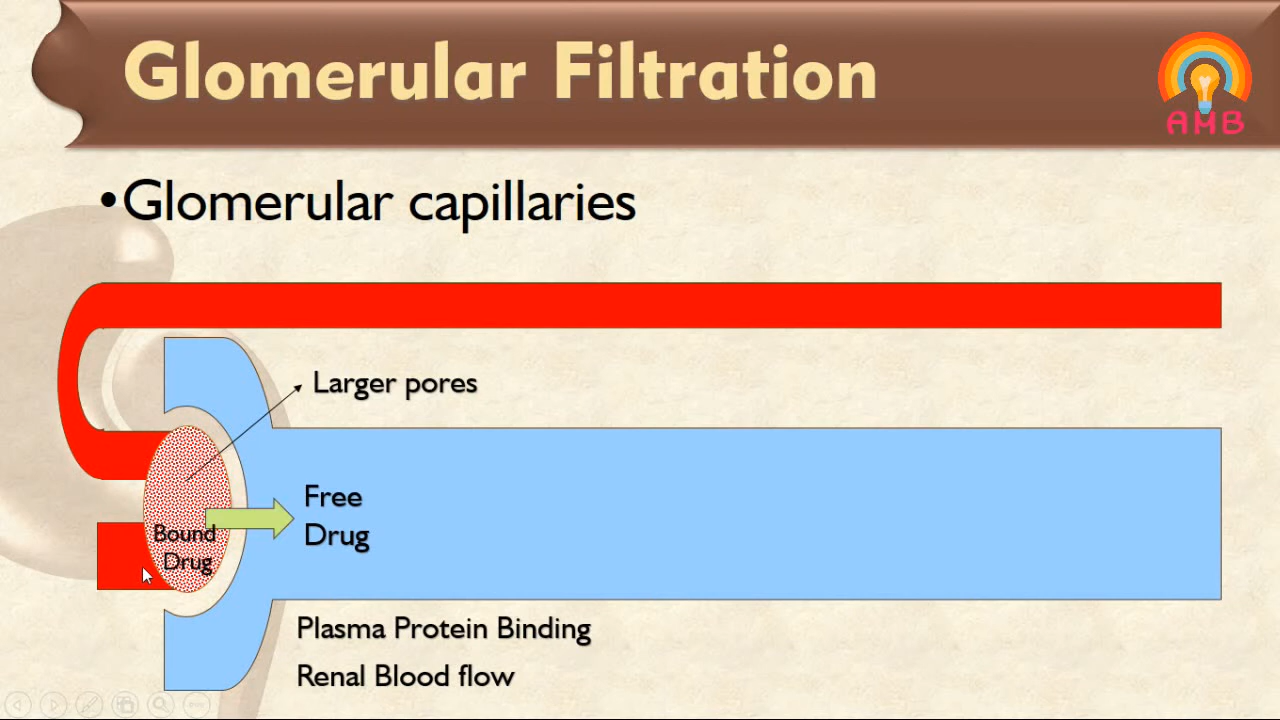 Glomerular Filtration
AMB
•Glomerular capillaries
Larger pores
Free
Drug
Bound
Drug
Plasma Protein Binding
Renal Blood flow